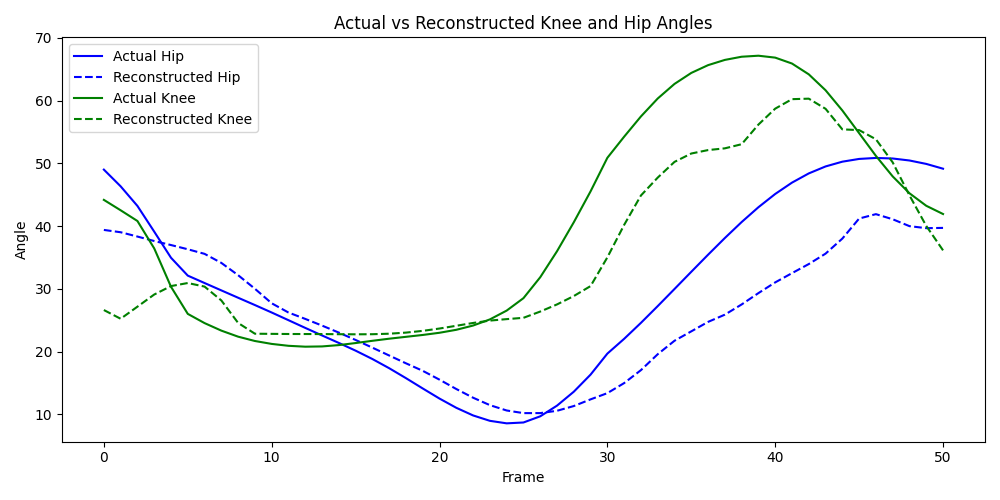 Actual vs Reconstructed Knee and Hip Angles
Actual Hip
Reconstructed Hip
Actual Knee
Reconstructed Knee
Angle
70
60
50
40
30
20
10
0 10 20 30 40 50
Frame